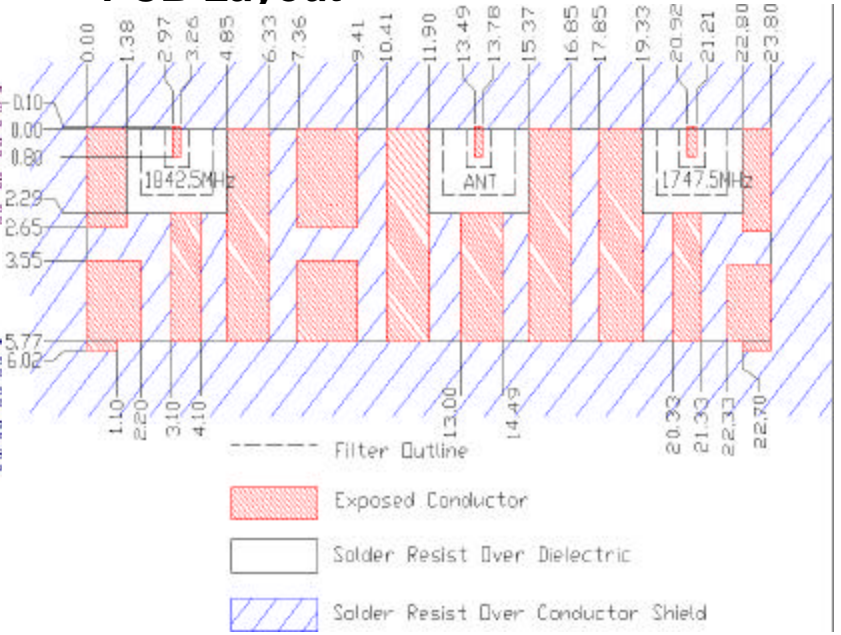 PCB Layout
0.00 1.38 2.97 3.26 4.85 6.33 7.36 9.41 10.41 11.90 13.49 13.78 15.37 16.85 17.85 19.33 20.92 21.21 22.80 23.80
0.10
0.00
0.80
1842.5MHz ANT 1747.5MHz
2.29
2.65
3.55
5.77
6.02
1.10 2.20 3.10 4.10 13.00 14.49 20.33 21.33 22.33 22.70
Filter Outline
Exposed Conductor
Solder Resist Over Dielectric
Solder Resist Over Conductor Shield